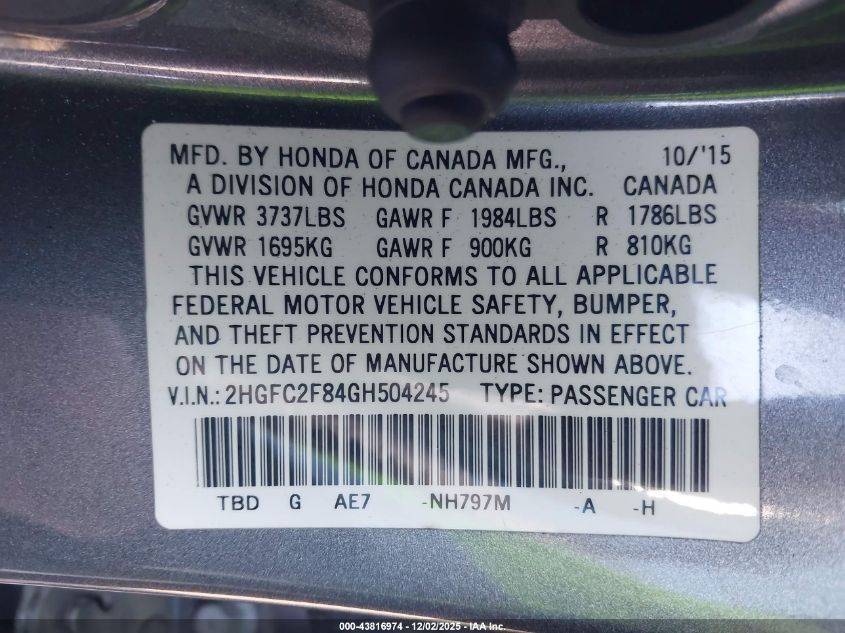 MFD. BY HONDA OF CANADA MFG., 10/'15
A DIVISION OF HONDA CANADA INC. CANADA
GVWR 3737LBS GAWR F 1984LBS R 1786LBS
GVWR 1695KG GAWR F 900KG R 810KG
THIS VEHICLE CONFORMS TO ALL APPLICABLE
FEDERAL MOTOR VEHICLE SAFETY, BUMPER,
AND THEFT PREVENTION STANDARDS IN EFFECT
ON THE DATE OF MANUFACTURE SHOWN ABOVE.
V.I.N.: 2HGFC2F84GH504245 TYPE: PASSENGER CAR
TBD G AE7 -NH797M -A -H
000-43816974 - 12/02/2025 - IAA Inc.